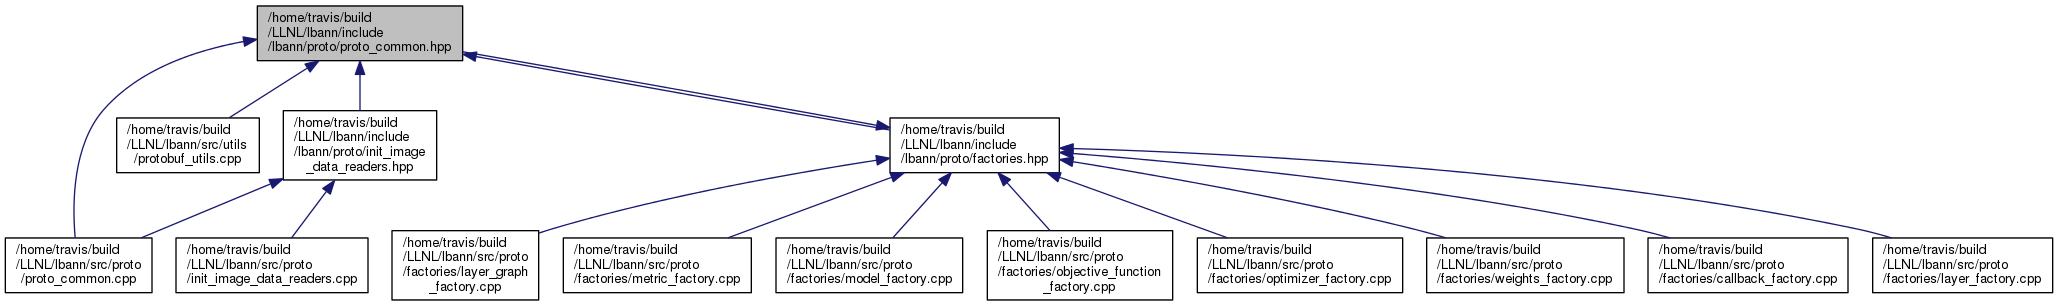 /home/travis/build
/LLNL/lbann/include
/lbann/proto/proto_common.hpp
/home/travis/build
/LLNL/lbann/src/utils
/protobuf_utils.cpp
/home/travis/build
/LLNL/lbann/include
/lbann/proto/init_image
_data_readers.hpp
/home/travis/build
/LLNL/lbann/include
/lbann/proto/factories.hpp
/home/travis/build
/LLNL/lbann/src/proto
/proto_common.cpp
/home/travis/build
/LLNL/lbann/src/proto
/init_image_data_readers.cpp
/home/travis/build
/LLNL/lbann/src/proto
/factories/layer_graph
_factory.cpp
/home/travis/build
/LLNL/lbann/src/proto
/factories/metric_factory.cpp
/home/travis/build
/LLNL/lbann/src/proto
/factories/model_factory.cpp
/home/travis/build
/LLNL/lbann/src/proto
/factories/objective_function
_factory.cpp
/home/travis/build
/LLNL/lbann/src/proto
/factories/optimizer_factory.cpp
/home/travis/build
/LLNL/lbann/src/proto
/factories/weights_factory.cpp
/home/travis/build
/LLNL/lbann/src/proto
/factories/callback_factory.cpp
/home/travis/build
/LLNL/lbann/src/proto
/factories/layer_factory.cpp